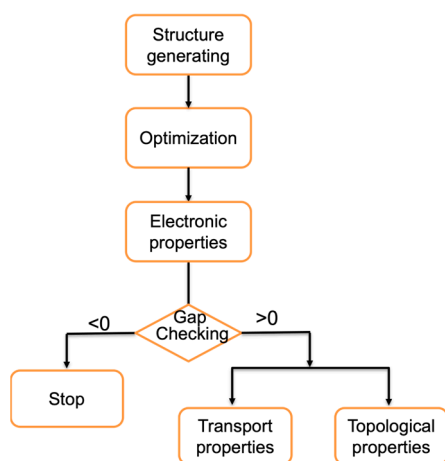 Structure
generating
Optimization
Electronic
properties
Gap
Checking
<0
>0
Stop
Transport
properties
Topological
properties